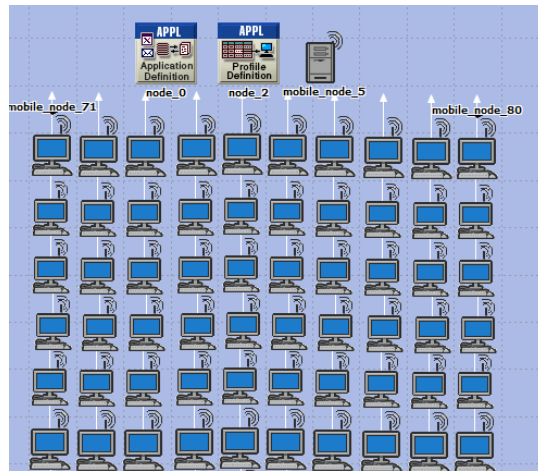 APPL
Application
Definition
node_0
APPL
Profile
Definition
node_2
mobile_node_5
mobile_node_71
mobile_node_80